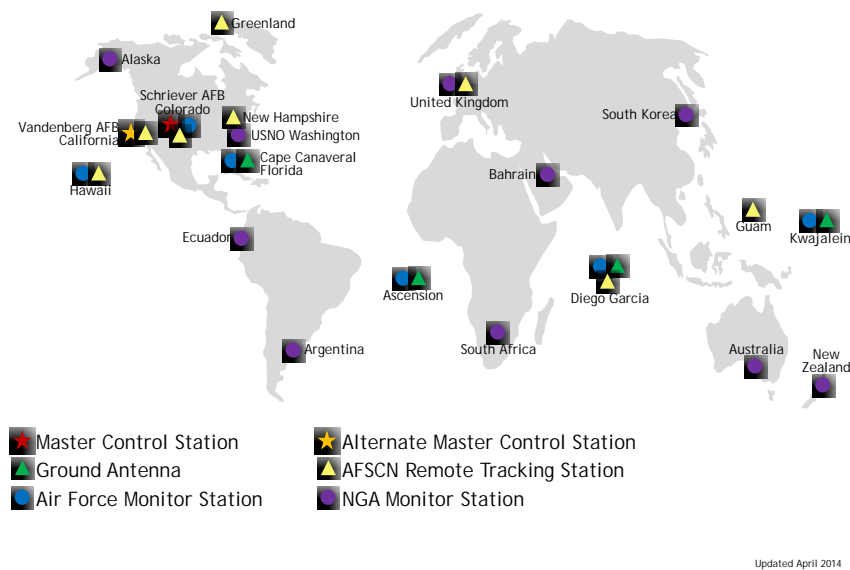 Greenland
Alaska
Schriever AFB
Colorado
United Kingdom
New Hampshire
South Korea
Vandenberg AFB
California
USNO Washington
Cape Canaveral
Florida
Hawaii
Bahrain
Guam
Kwajalein
Ecuador
Ascension
Diego Garcia
Argentina
South Africa
Australia
New
Zealand
Master Control Station
Alternate Master Control Station
Ground Antenna
AFSCN Remote Tracking Station
Air Force Monitor Station
NGA Monitor Station
Updated April 2014